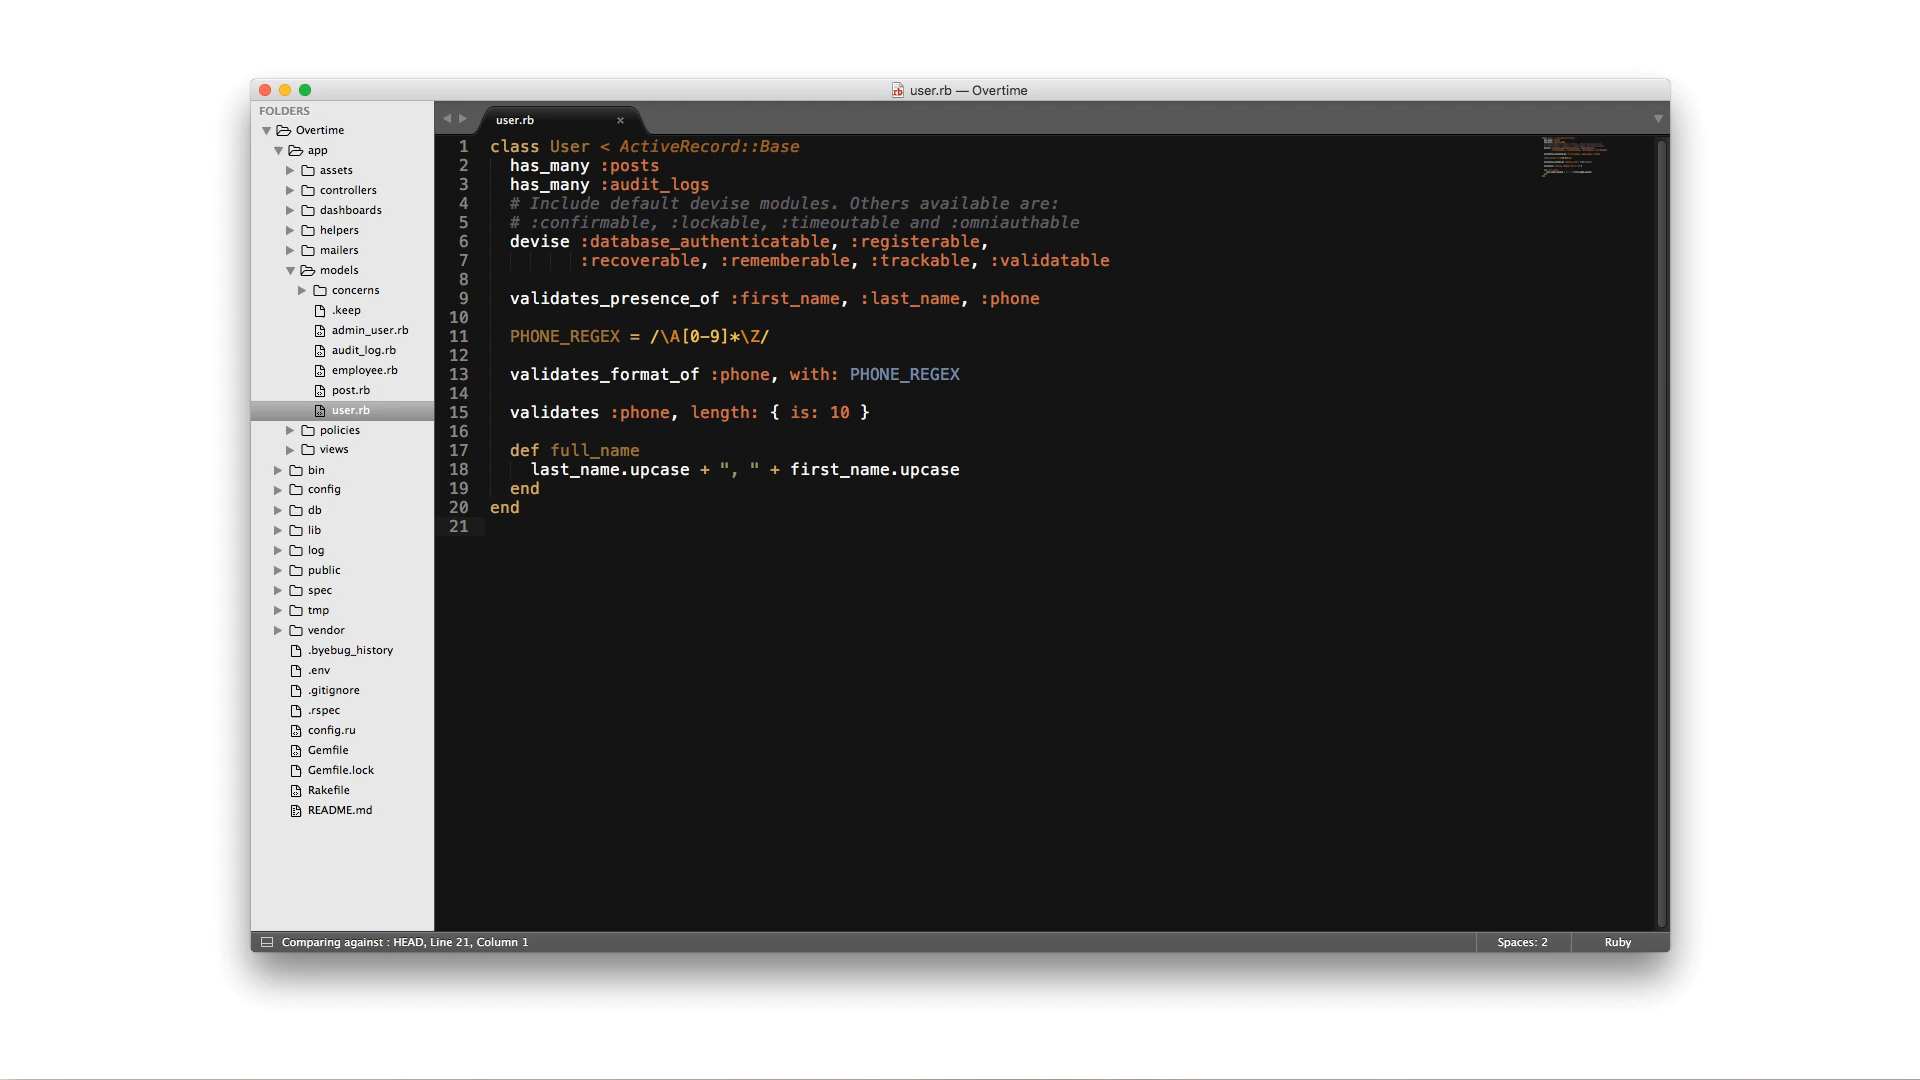 user.rb — Overtime
FOLDERS
Overtime
app
assets
controllers
dashboards
helpers
mailers
models
concerns
.keep
admin_user.rb
audit_log.rb
employee.rb
post.rb
user.rb
policies
views
bin
config
db
lib
log
public
spec
tmp
vendor
.byebug_history
.env
.gitignore
.rspec
config.ru
Gemfile
Gemfile.lock
Rakefile
README.md
user.rb ×
1 class User < ActiveRecord::Base
2   has_many :posts
3   has_many :audit_logs
4   # Include default devise modules. Others available are:
5   # :confirmable, :lockable, :timeoutable and :omniauthable
6   devise :database_authenticatable, :registerable,
7          :recoverable, :rememberable, :trackable, :validatable
8
9   validates_presence_of :first_name, :last_name, :phone
10
11   PHONE_REGEX = /\A[0-9]*\Z/
12
13   validates_format_of :phone, with: PHONE_REGEX
14
15   validates :phone, length: { is: 10 }
16
17   def full_name
18     last_name.upcase + ", " + first_name.upcase
19   end
20 end
21
Comparing against : HEAD, Line 21, Column 1
Spaces: 2
Ruby